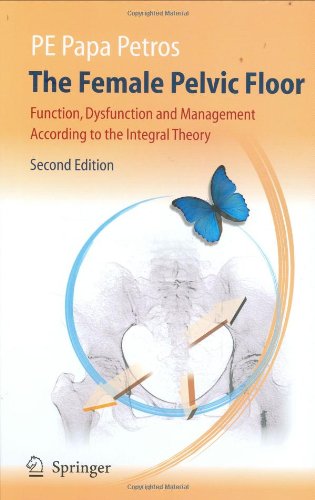 PE Papa Petros
The Female Pelvic Floor
Function, Dysfunction and Management
According to the Integral Theory
Second Edition
Springer